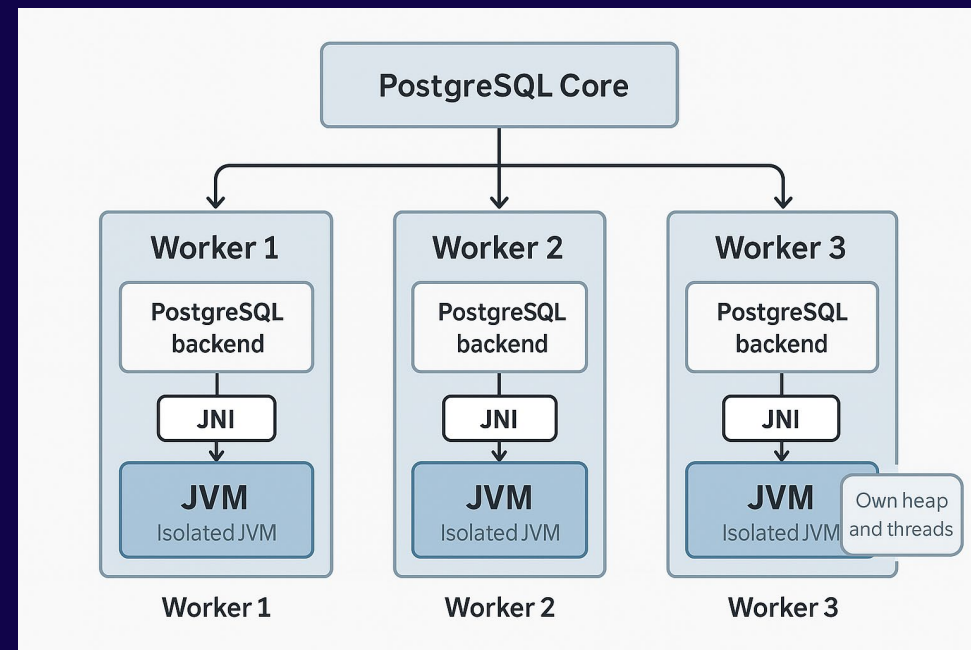 PostgreSQL Core
Worker 1
PostgreSQL
backend
JNI
JVM
Isolated JVM
Worker 1
Worker 2
PostgreSQL
backend
JNI
JVM
Isolated JVM
Worker 2
Worker 3
PostgreSQL
backend
JNI
JVM
Isolated JVM
Own heap
and threads
Worker 3